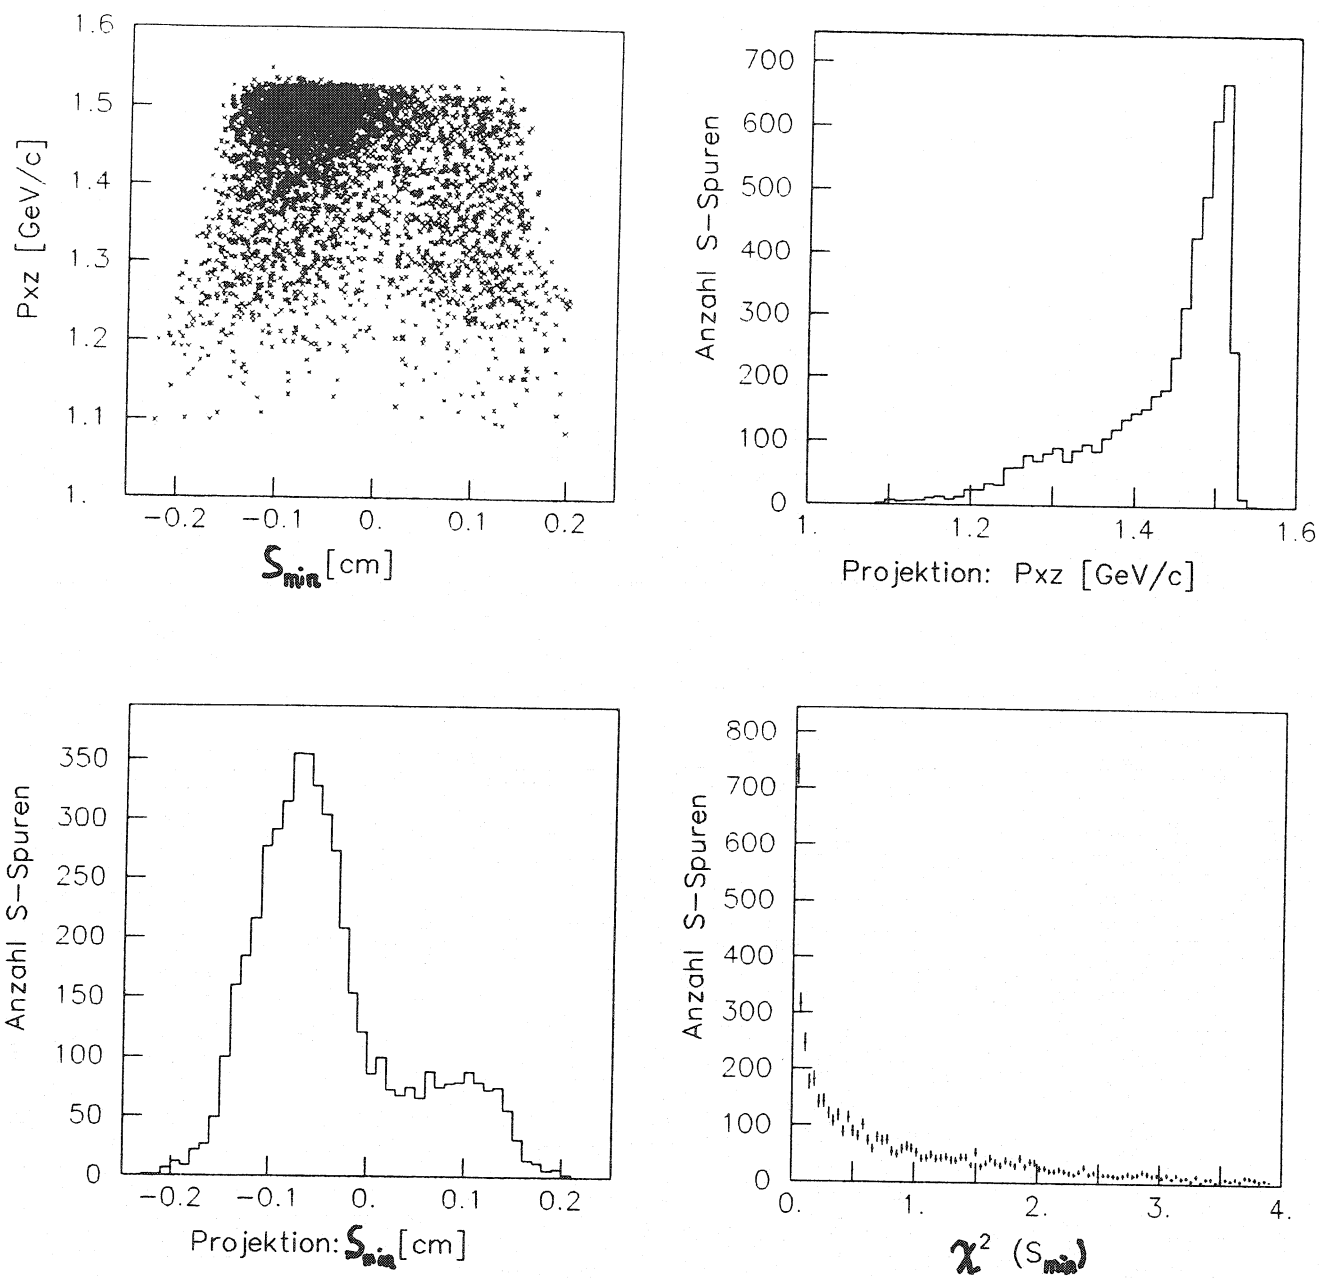 1.6
1.5
1.4
1.3
1.2
1.1
1.
Pxz [GeV/c]
−0.2 −0.1 0. 0.1 0.2
Smin [cm]
700
600
500
400
300
200
100
0
Anzahl S−Spuren
1. 1.2 1.4 1.6
Projektion: Pxz [GeV/c]
350
300
250
200
150
100
50
0
Anzahl S−Spuren
−0.2 −0.1 0. 0.1 0.2
Projektion: Smin [cm]
800
700
600
500
400
300
200
100
0
Anzahl S−Spuren
0. 1. 2. 3. 4.
χ² (Smin)